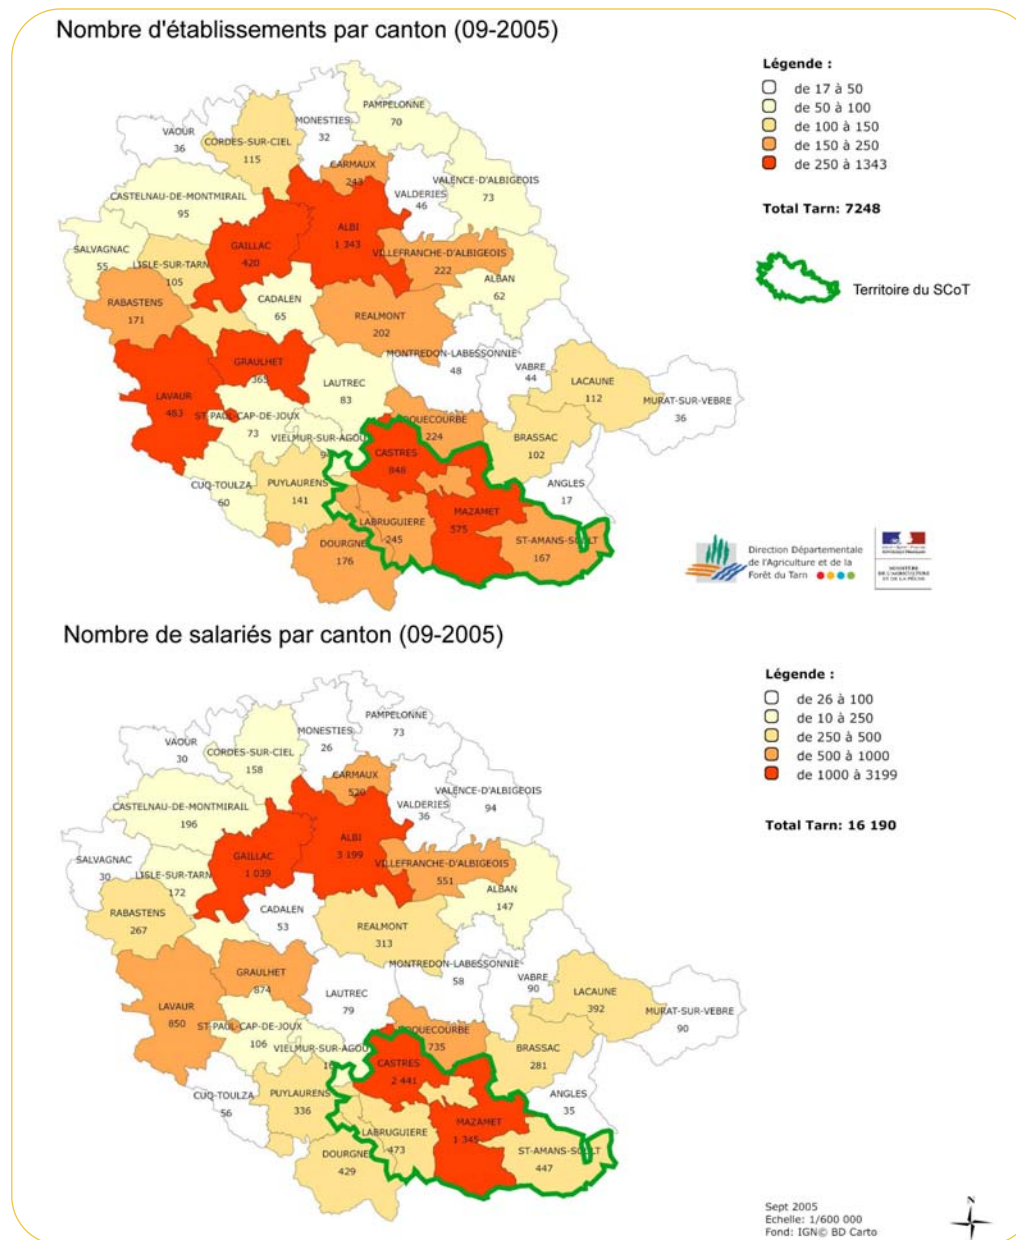 Nombre d'établissements par canton (09-2005)
Légende :
de 17 à 50
de 50 à 100
de 100 à 150
de 150 à 250
de 250 à 1343
Total Tarn: 7248
Territoire du SCoT
PAMPELONNE
70
MONESTIES
32
VAOUR
36
CORDES-SUR-CIEL
115
CARMAUX
243
VALDERIES
46
VALENCE-D'ALBIGEOIS
73
CASTELNAU-DE-MONTMIRAIL
95
ALBI
1 343
SALVAGNAC
55
LISLE-SUR-TARN
105
GAILLAC
420
VILLEFRANCHE-D'ALBIGEOIS
222
ALBAN
62
RABASTENS
171
CADALEN
65
REALMONT
202
MONTREDON-LABESSONNIE
48
VABRE
44
LACAUNE
112
MURAT-SUR-VEBRE
36
GRAULHET
365
LAVAUR
483
LAUTREC
83
ST-PAUL-CAP-DE-JOUX
73
VIELMUR-SUR-AGOU
ROQUECOURBE
224
BRASSAC
102
CASTRES
848
ANGLES
17
CUQ-TOULZA
60
PUYLAURENS
141
LABRUGUIERE
245
MAZAMET
575
ST-AMANS-SOULT
167
DOURGNE
176
Direction Départementale
de l'Agriculture et de la
Forêt du Tarn
MINISTÈRE
DE L'AGRICULTURE
ET DE LA PÊCHE
Nombre de salariés par canton (09-2005)
Légende :
de 26 à 100
de 10 à 250
de 250 à 500
de 500 à 1000
de 1000 à 3199
Total Tarn: 16 190
PAMPELONNE
73
MONESTIES
26
VAOUR
30
CORDES-SUR-CIEL
158
CARMAUX
520
VALDERIES
36
VALENCE-D'ALBIGEOIS
94
CASTELNAU-DE-MONTMIRAIL
196
ALBI
3 199
SALVAGNAC
30
LISLE-SUR-TARN
172
GAILLAC
1 039
VILLEFRANCHE-D'ALBIGEOIS
551
ALBAN
147
RABASTENS
267
CADALEN
53
REALMONT
313
MONTREDON-LABESSONNIE
58
VABRE
90
LACAUNE
392
MURAT-SUR-VEBRE
90
GRAULHET
874
LAVAUR
850
LAUTREC
79
ST-PAUL-CAP-DE-JOUX
106
VIELMUR-SUR-AGOU
ROQUECOURBE
735
BRASSAC
281
CASTRES
2 441
ANGLES
35
CUQ-TOULZA
56
PUYLAURENS
336
LABRUGUIERE
473
MAZAMET
1 345
ST-AMANS-SOULT
447
DOURGNE
429
Sept 2005
Echelle: 1/600 000
Fond: IGN© BD Carto
N